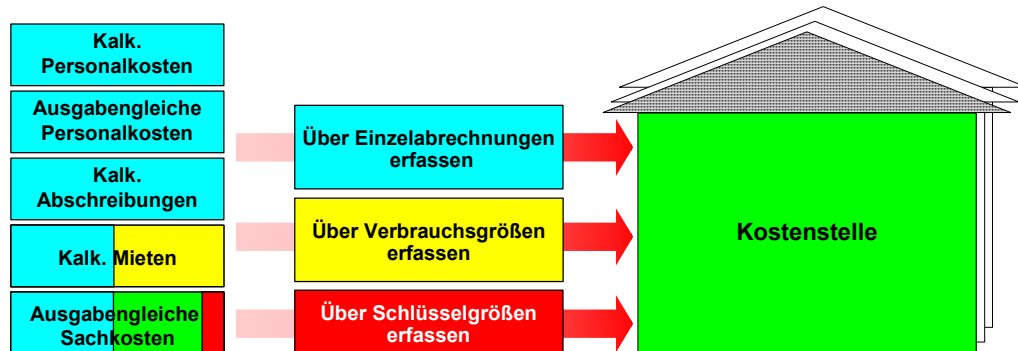 Kalk.
Personalkosten
Ausgabengleiche
Personalkosten
Kalk.
Abschreibungen
Kalk. Mieten
Ausgabengleiche
Sachkosten
Über Einzelabrechnungen
erfassen
Über Verbrauchsgrößen
erfassen
Über Schlüsselgrößen
erfassen
Kostenstelle